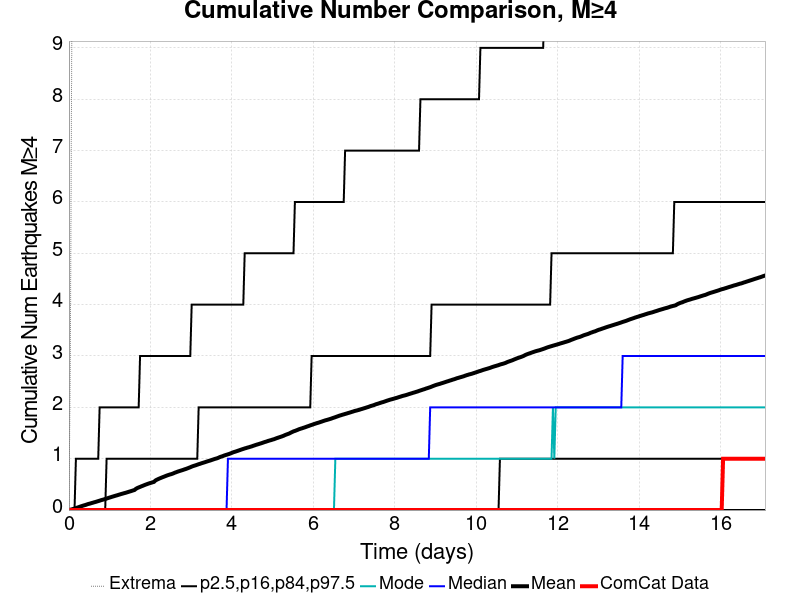 Cumulative Number Comparison, M≥4
Cumulative Num Earthquakes M≥4
9
8
7
6
5
4
3
2
1
0
0 2 4 6 8 10 12 14 16
Time (days)
Extrema p2.5,p16,p84,p97.5 Mode Median Mean ComCat Data